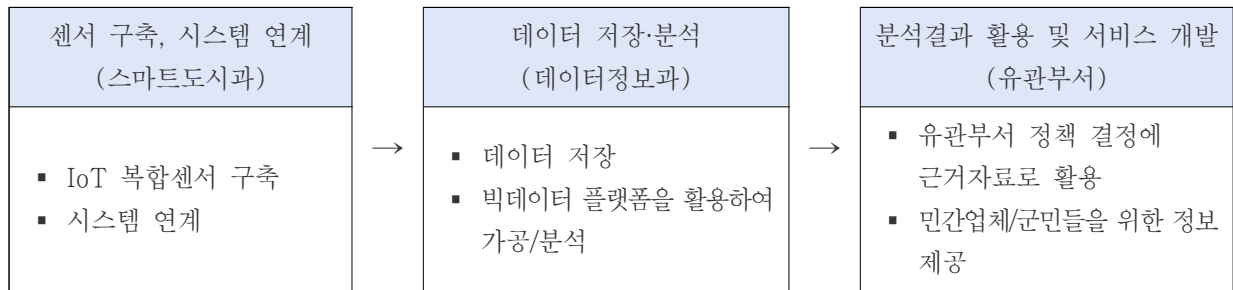 센서 구축, 시스템 연계
(스마트도시과)
▪ IoT 복합센서 구축
▪ 시스템 연계
→
데이터 저장·분석
(데이터정보과)
▪ 데이터 저장
▪ 빅데이터 플랫폼을 활용하여
가공/분석
→
분석결과 활용 및 서비스 개발
(유관부서)
▪ 유관부서 정책 결정에
근거자료로 활용
▪ 민간업체/군민들을 위한 정보
제공